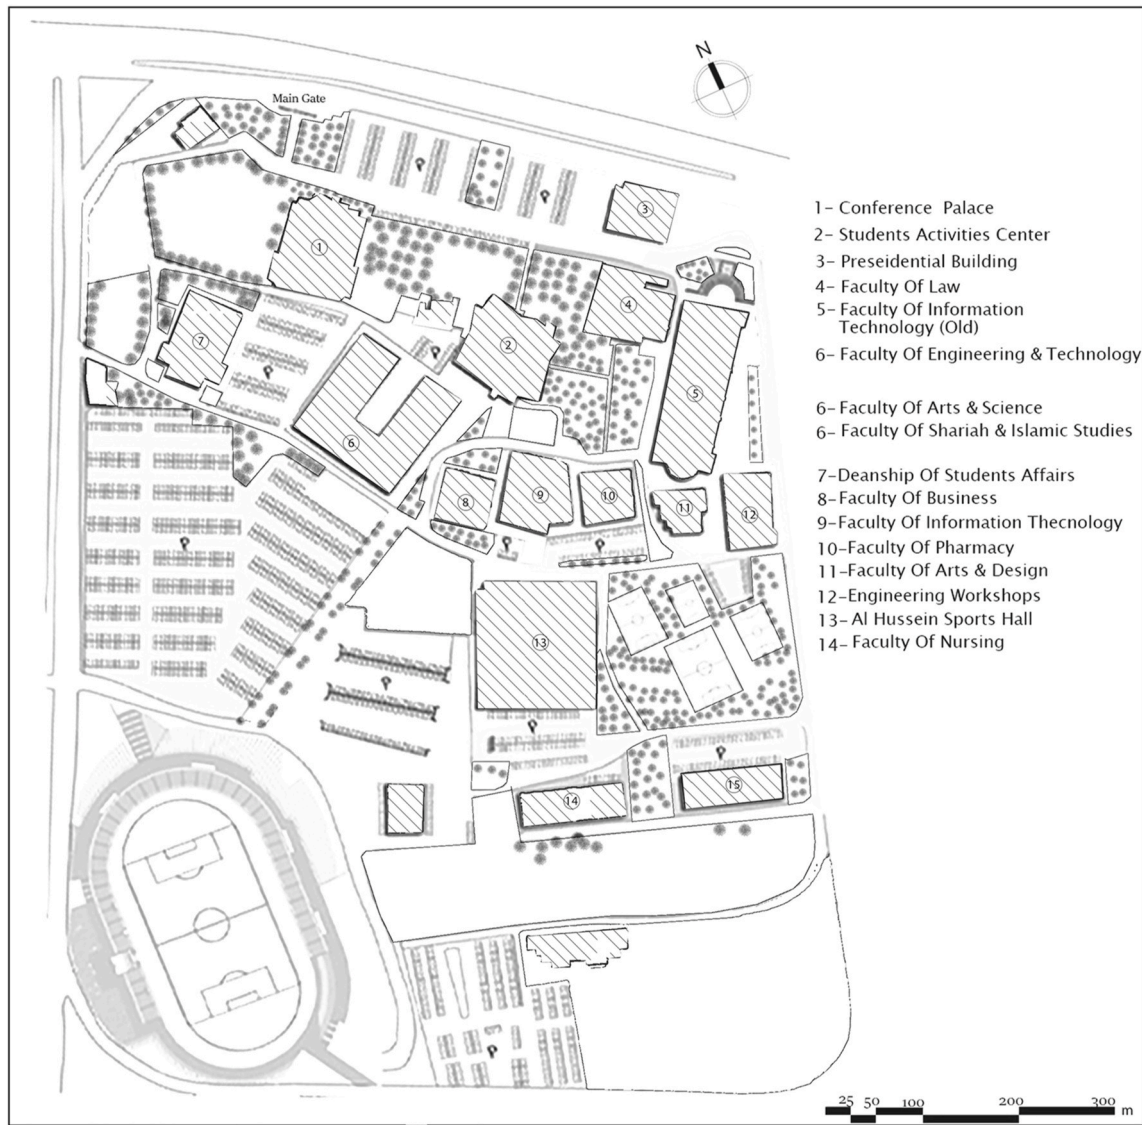 N
Main Gate
1
2
3
4
5
6
7
8
9
10
11
12
13
14
15
1- Conference Palace
2- Students Activities Center
3- Preseidential Building
4- Faculty Of Law
5- Faculty Of Information
Technology (Old)
6- Faculty Of Engineering & Technology
6- Faculty Of Arts & Science
6- Faculty Of Shariah & Islamic Studies
7- Deanship Of Students Affairs
8- Faculty Of Business
9- Faculty Of Information Thecnology
10- Faculty Of Pharmacy
11- Faculty Of Arts & Design
12- Engineering Workshops
13- Al Hussein Sports Hall
14- Faculty Of Nursing
25 50 100 200 300 m